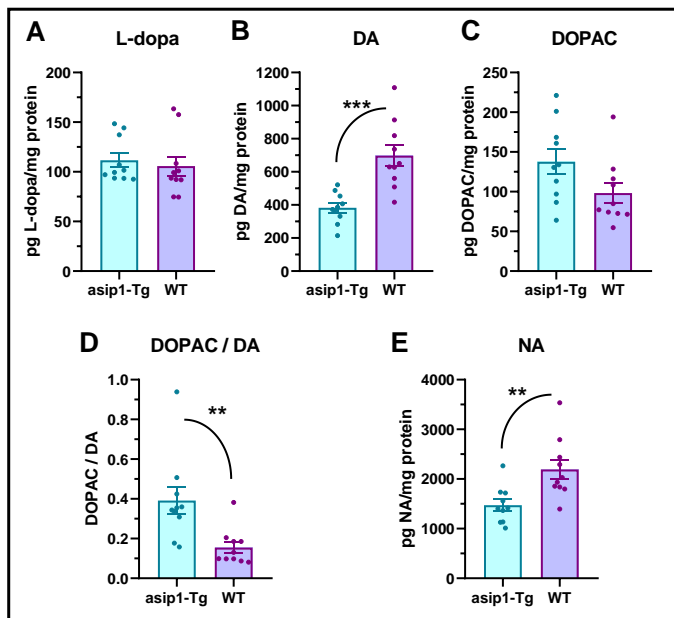 A
L-dopa
pg L-dopa/mg protein
200
150
100
50
0
asip1-Tg WT
B
DA
pg DA/mg protein
1200
1000
800
600
400
200
0
***
asip1-Tg WT
C
DOPAC
pg DOPAC/mg protein
250
200
150
100
50
0
asip1-Tg WT
D
DOPAC / DA
DOPAC / DA
1.0
0.8
0.6
0.4
0.2
0.0
**
asip1-Tg WT
E
NA
pg NA/mg protein
4000
3000
2000
1000
0
**
asip1-Tg WT